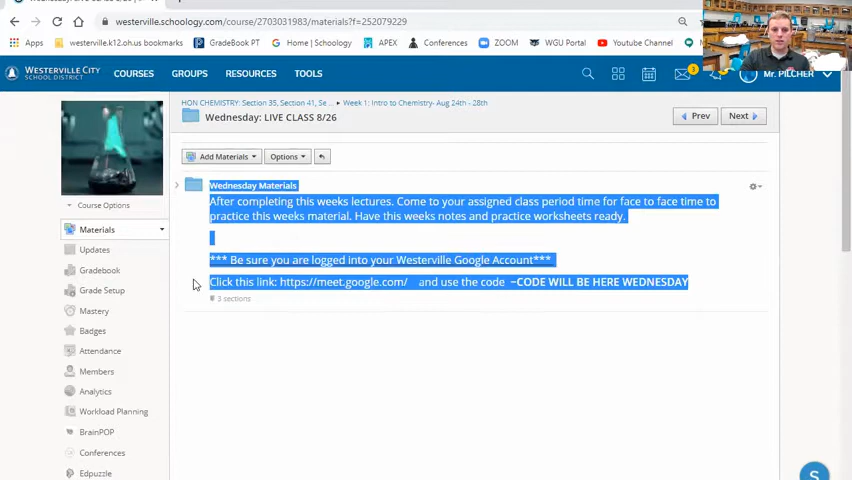 westerville.schoology.com/course/2703031983/materials?f=252079229
Apps
westerville.k12.oh.us bookmarks
GradeBook PT
Home | Schoology
APEX
Conferences
ZOOM
WGU Portal
Youtube Channel
WESTERVILLE CITY
SCHOOL DISTRICT
COURSES
GROUPS
RESOURCES
TOOLS
3
Mr. PILCHER
HON CHEMISTRY: Section 35, Section 41, Se...
Week 1: Intro to Chemistry- Aug 24th - 28th
Wednesday: LIVE CLASS 8/26
Prev
Next
Add Materials
Options
Course Options
Materials
Updates
Gradebook
Grade Setup
Mastery
Badges
Attendance
Members
Analytics
Workload Planning
BrainPOP
Conferences
Edpuzzle
Wednesday Materials
After completing this weeks lectures. Come to your assigned class period time for face to face time to
practice this weeks material. Have this weeks notes and practice worksheets ready.
*** Be sure you are logged into your Westerville Google Account***
Click this link: https://meet.google.com/ and use the code ~CODE WILL BE HERE WEDNESDAY
3 sections
S